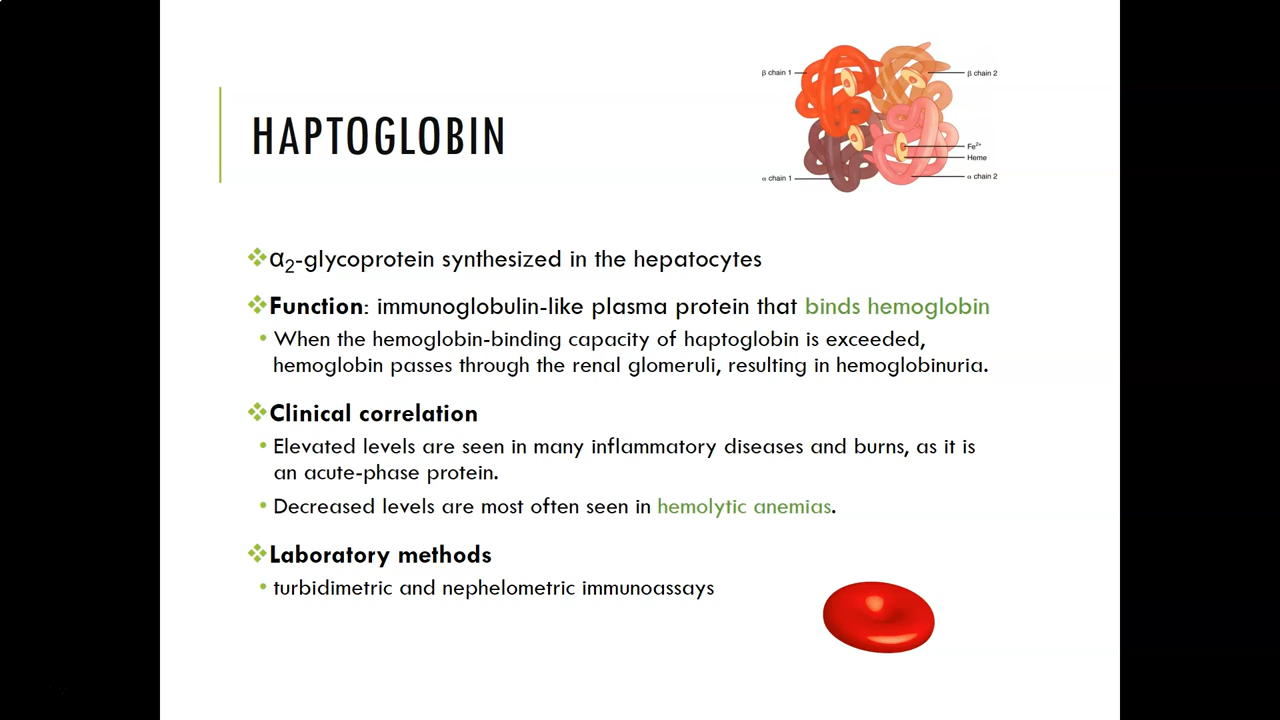 β chain 1
β chain 2
HAPTOGLOBIN
Fe²⁺
Heme
α chain 1
α chain 2
❖α₂-glycoprotein synthesized in the hepatocytes
❖Function: immunoglobulin-like plasma protein that binds hemoglobin
• When the hemoglobin-binding capacity of haptoglobin is exceeded,
hemoglobin passes through the renal glomeruli, resulting in hemoglobinuria.
❖Clinical correlation
• Elevated levels are seen in many inflammatory diseases and burns, as it is
an acute-phase protein.
• Decreased levels are most often seen in hemolytic anemias.
❖Laboratory methods
• turbidimetric and nephelometric immunoassays